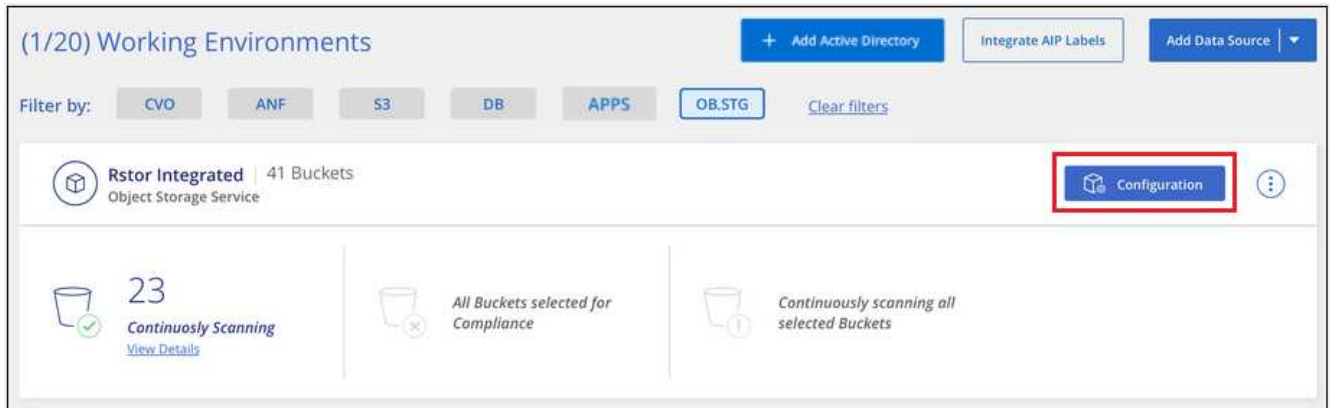 (1/20) Working Environments
+ Add Active Directory
Integrate AIP Labels
Add Data Source
Filter by:
CVO
ANF
S3
DB
APPS
OB.STG
Clear filters
Rstor Integrated | 41 Buckets
Object Storage Service
Configuration
23
Continuosly Scanning
View Details
All Buckets selected for
Compliance
Continuously scanning all
selected Buckets